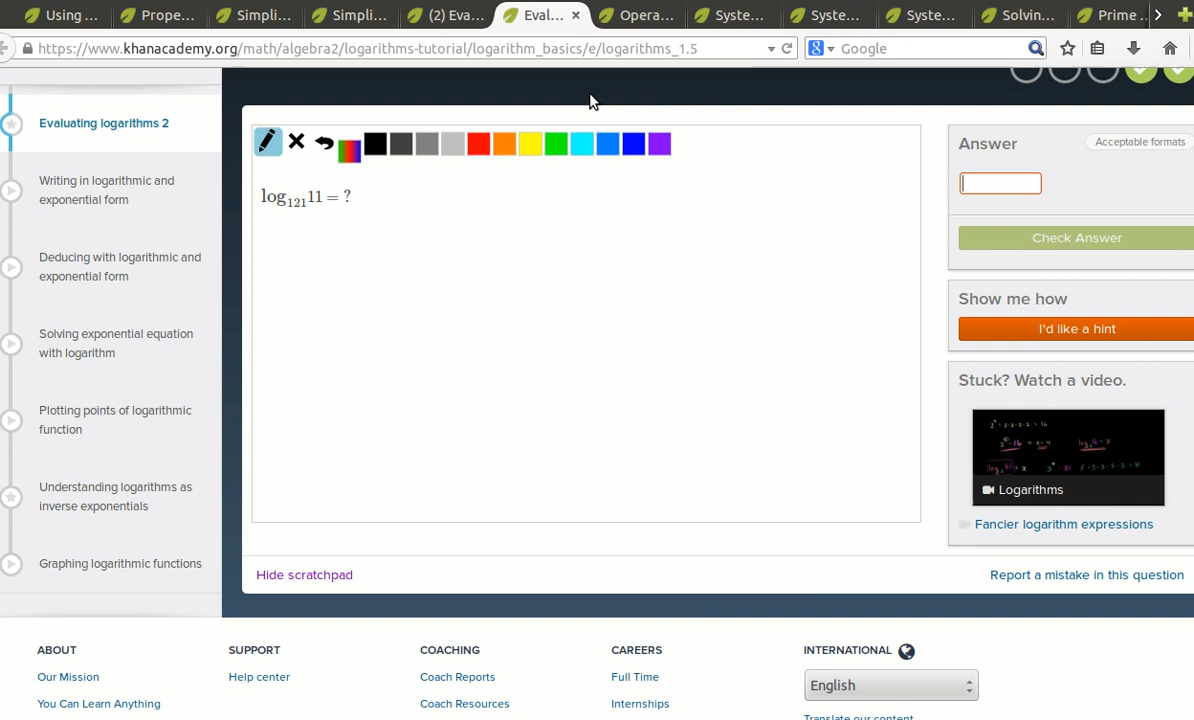 Using ...
Prope...
Simpli...
Simpli...
(2) Eva...
Eval...
Opera...
Syste...
Syste...
Syste...
Solvin...
Prime ...
https://www.khanacademy.org/math/algebra2/logarithms-tutorial/logarithm_basics/e/logarithms_1.5
Google
Evaluating logarithms 2
Writing in logarithmic and
exponential form
Deducing with logarithmic and
exponential form
Solving exponential equation
with logarithm
Plotting points of logarithmic
function
Understanding logarithms as
inverse exponentials
Graphing logarithmic functions
log₁₂₁11 = ?
Hide scratchpad
Answer
Acceptable formats
Check Answer
Show me how
I'd like a hint
Stuck? Watch a video.
Logarithms
Fancier logarithm expressions
Report a mistake in this question
ABOUT
Our Mission
You Can Learn Anything
SUPPORT
Help center
COACHING
Coach Reports
Coach Resources
CAREERS
Full Time
Internships
INTERNATIONAL
English
Translate our content